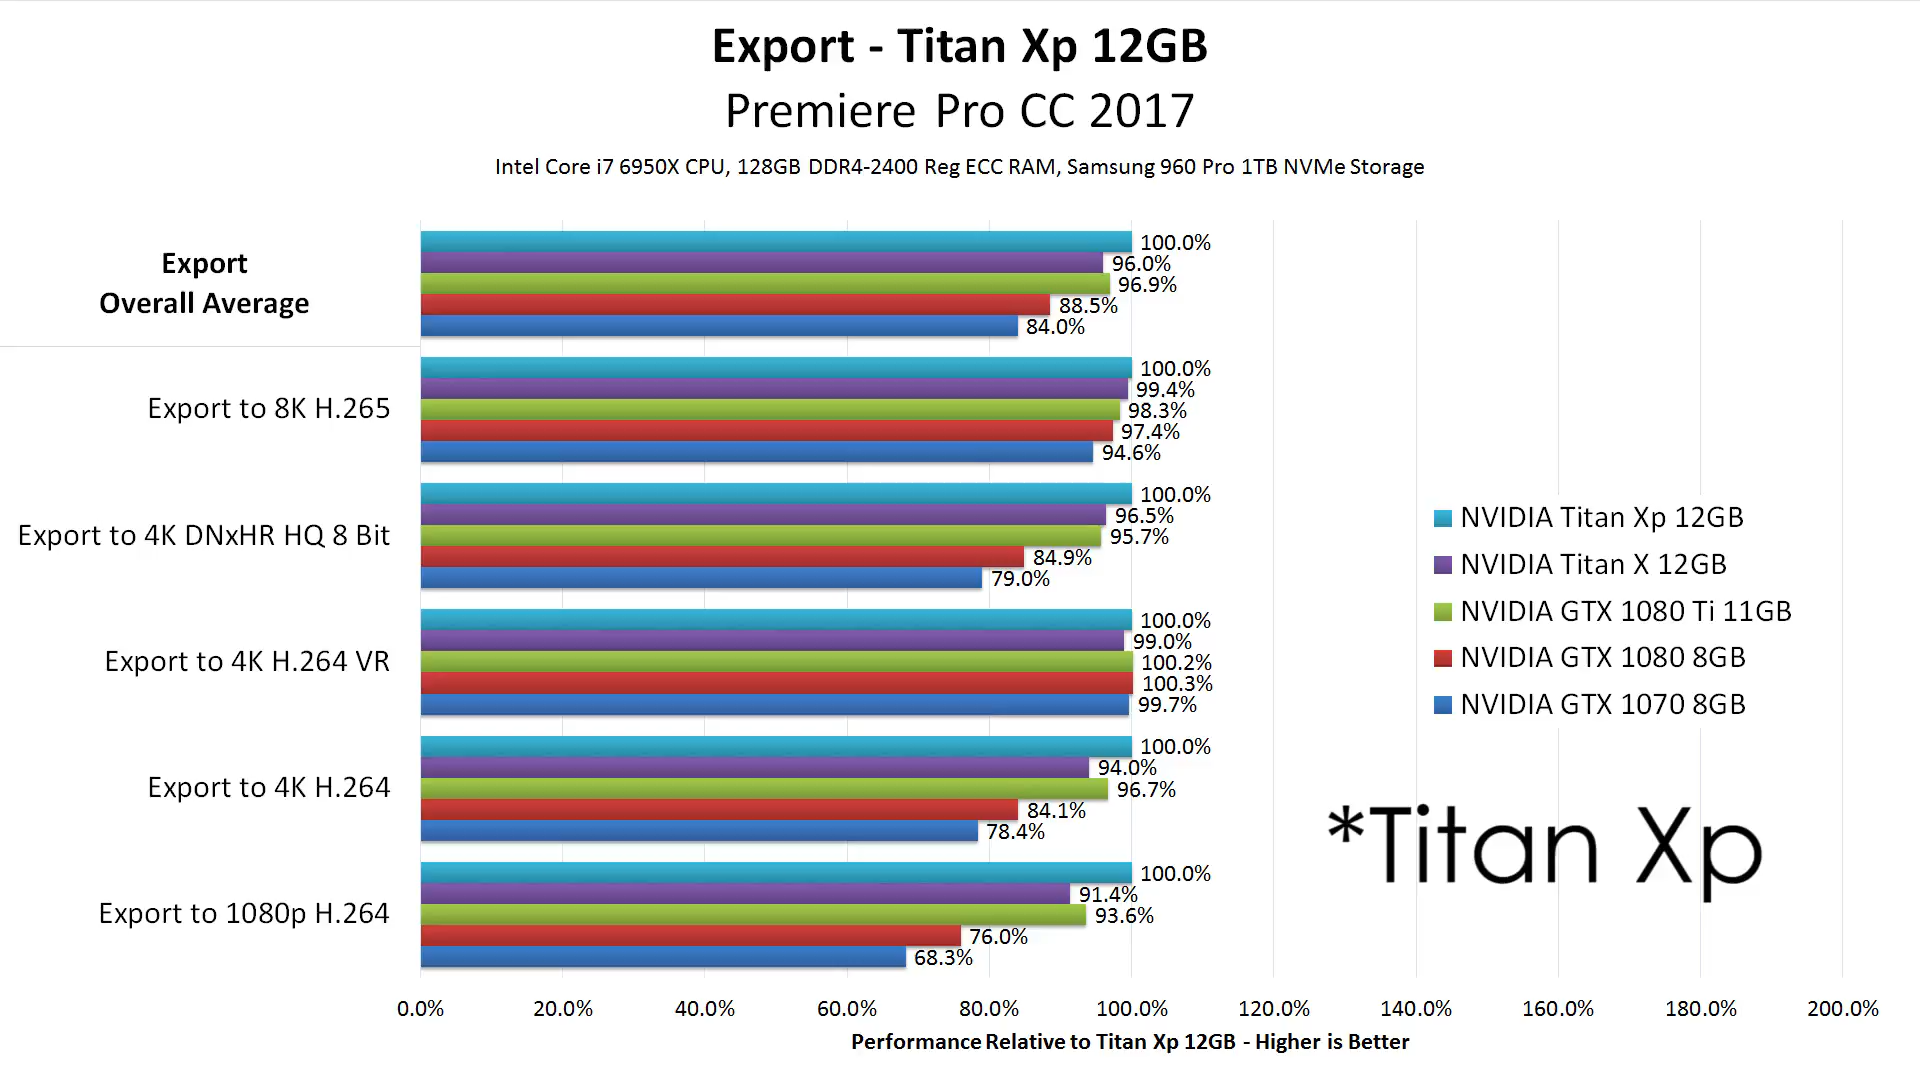 Export - Titan Xp 12GB
Premiere Pro CC 2017
Intel Core i7 6950X CPU, 128GB DDR4-2400 Reg ECC RAM, Samsung 960 Pro 1TB NVMe Storage
Export
Overall Average
100.0%
96.0%
96.9%
88.5%
84.0%
Export to 8K H.265
100.0%
99.4%
98.3%
97.4%
94.6%
Export to 4K DNxHR HQ 8 Bit
100.0%
96.5%
95.7%
84.9%
79.0%
Export to 4K H.264 VR
100.0%
99.0%
100.2%
100.3%
99.7%
Export to 4K H.264
100.0%
94.0%
96.7%
84.1%
78.4%
Export to 1080p H.264
100.0%
91.4%
93.6%
76.0%
68.3%
NVIDIA Titan Xp 12GB
NVIDIA Titan X 12GB
NVIDIA GTX 1080 Ti 11GB
NVIDIA GTX 1080 8GB
NVIDIA GTX 1070 8GB
*Titan Xp
0.0% 20.0% 40.0% 60.0% 80.0% 100.0% 120.0% 140.0% 160.0% 180.0% 200.0%
Performance Relative to Titan Xp 12GB - Higher is Better